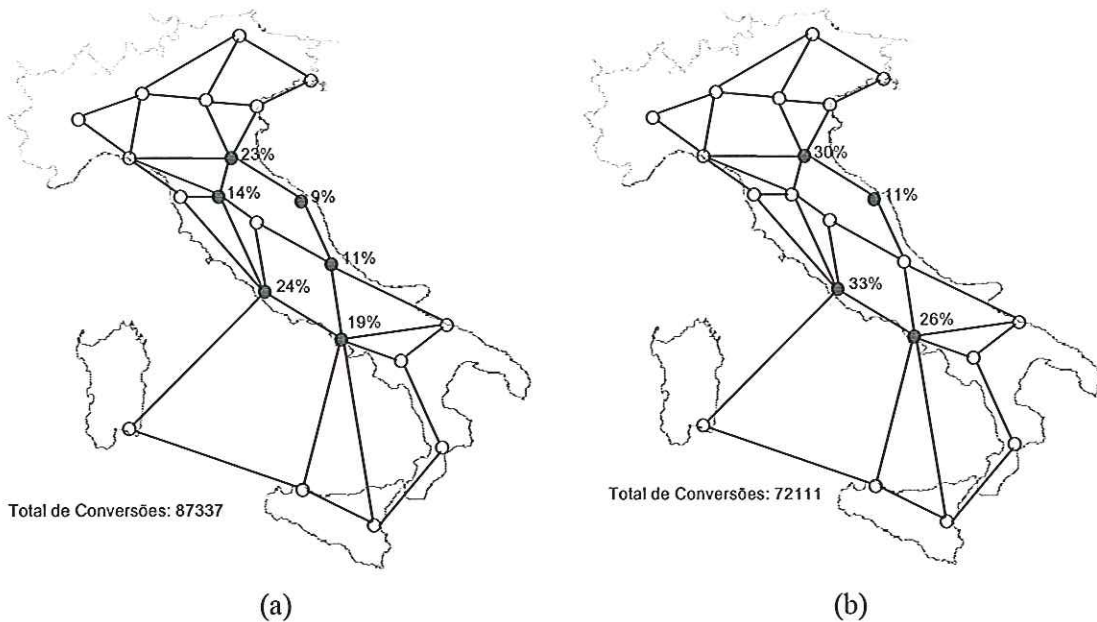 23%
14%
9%
11%
24%
19%
Total de Conversões: 87337
(a)
30%
11%
33%
26%
Total de Conversões: 72111
(b)